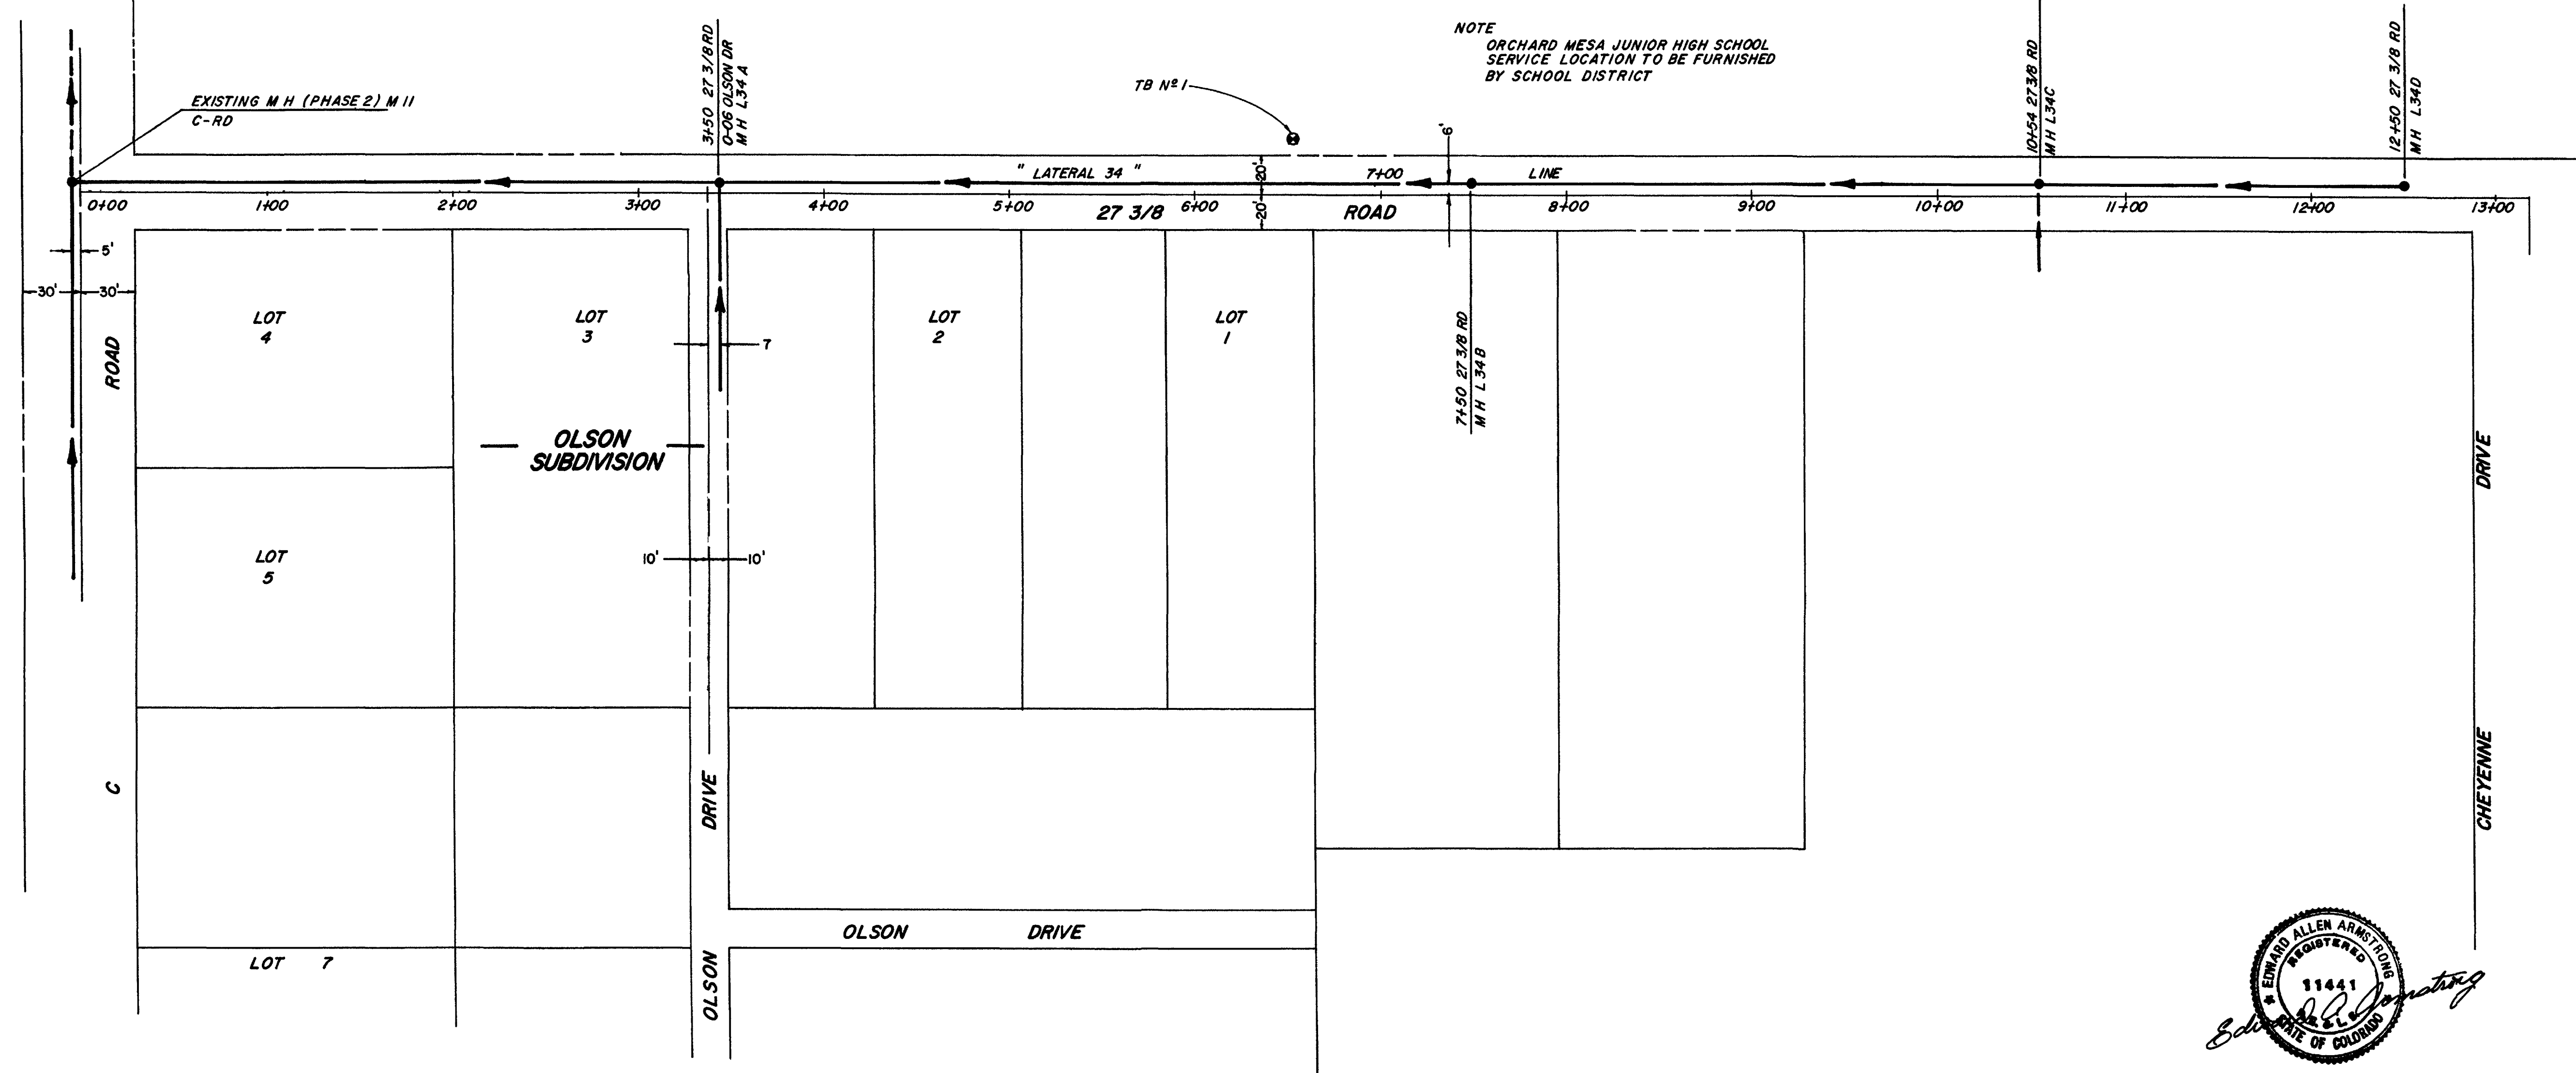 NOTE
ORCHARD MESA JUNIOR HIGH SCHOOL
SERVICE LOCATION TO BE FURNISHED
BY SCHOOL DISTRICT
EXISTING M H (PHASE 2) M 11
C-RD
3+50 27 3/8 RD
0-06 OLSON DR
M H L34 A
TB Nº 1
10+54 27 3/8 RD
M H L34C
12+50 27 3/8 RD
M H L34D
6'
" LATERAL 34 "
20'
7+00
LINE
0+00
1+00
2+00
3+00
4+00
5+00
27 3/8
6+00
20'
ROAD
8+00
9+00
10+00
11+00
12+00
13+00
5'
30'
30'
ROAD
LOT
4
LOT
3
7
LOT
2
LOT
1
7+50 27 3/8 RD
M H L34B
OLSON
SUBDIVISION
DRIVE
LOT
5
10'
10'
C
DRIVE
CHEYENNE
OLSON DRIVE
LOT 7
OLSON
EDWARD ALLEN ARMSTRONG
REGISTERED
11441
STATE OF COLORADO